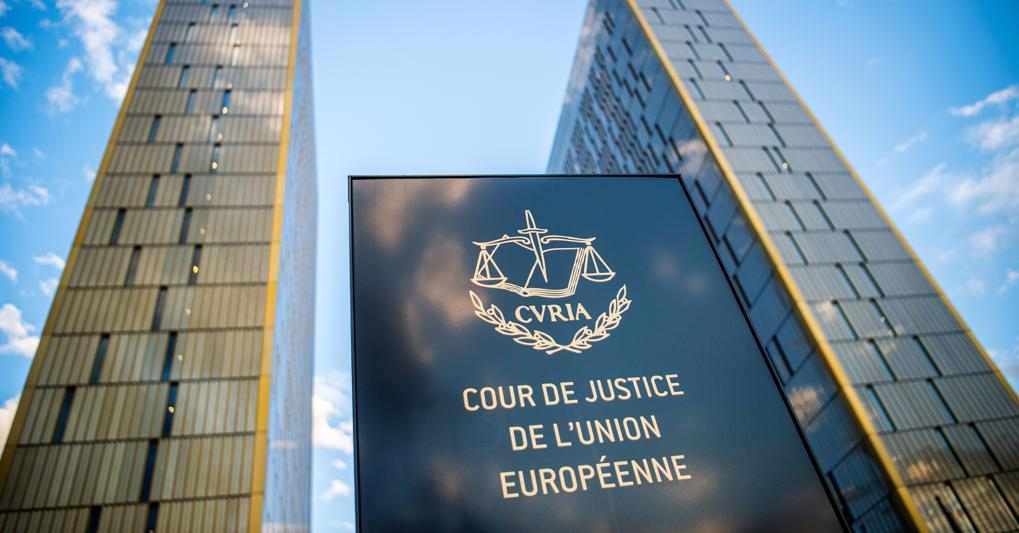 CVRIA
COUR DE JUSTICE
DE L'UNION
EUROPÉENNE